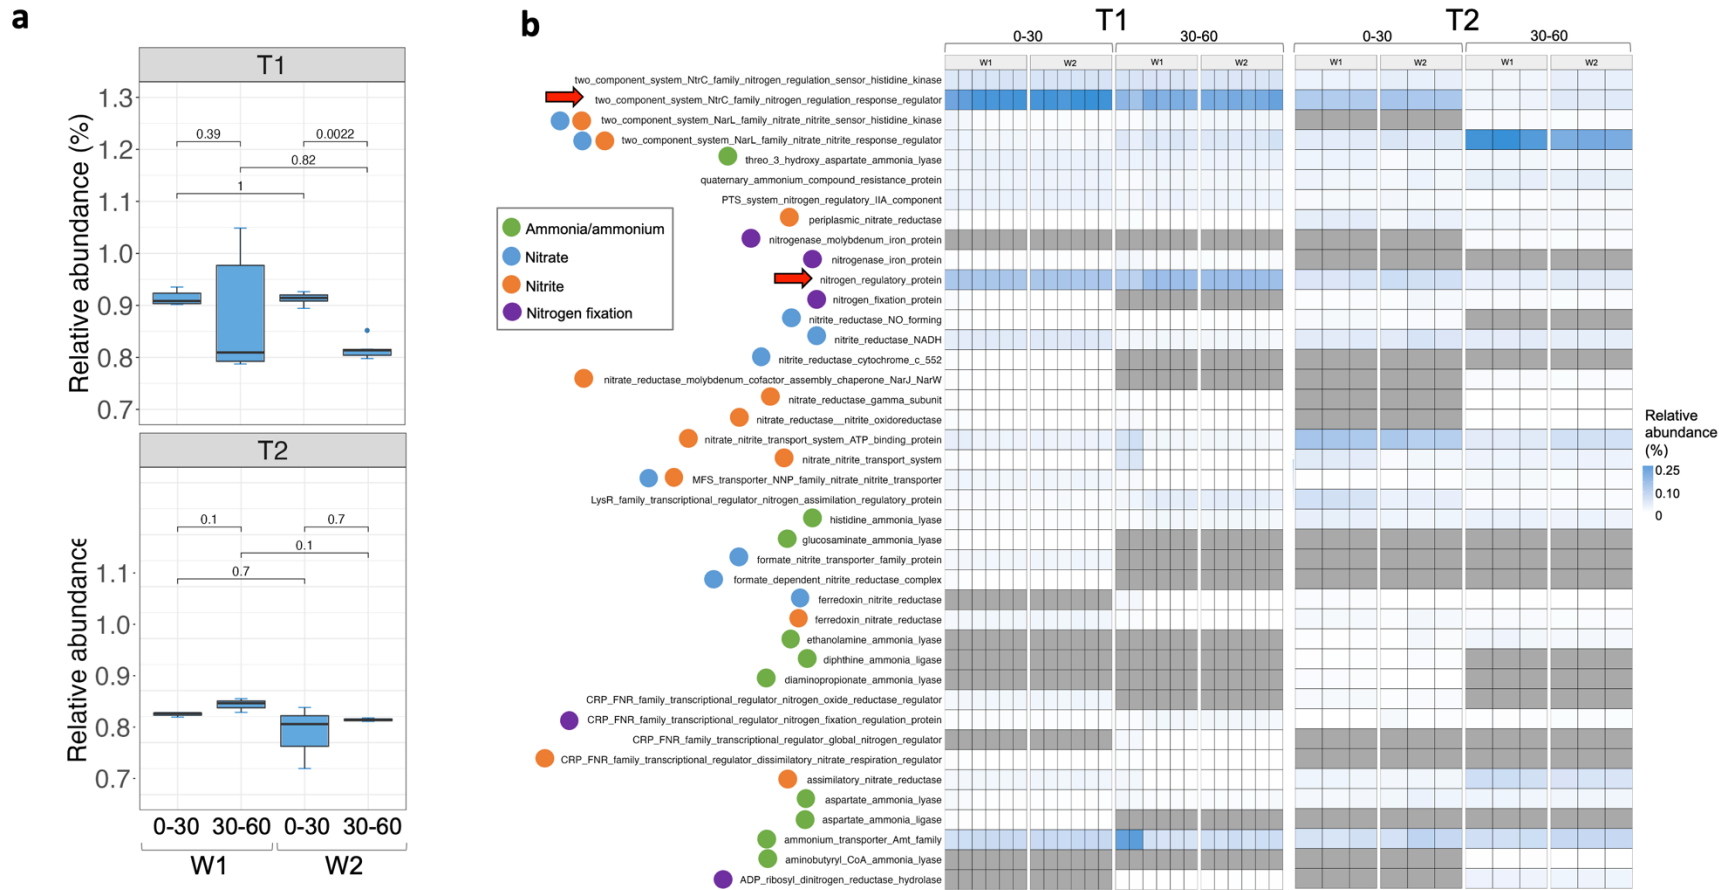 a
T1
Relative abundance (%)
1.3
1.2
1.1
1.0
0.9
0.8
0.7
0.39
0.0022
0.82
1
T2
Relative abundance
1.1
1.0
0.9
0.8
0.7
0.1
0.7
0.1
0.7
0-30 30-60 0-30 30-60
W1 W2
b
T1 T2
0-30 30-60 0-30 30-60
W1 W2 W1 W2 W1 W2 W1 W2
two_component_system_NtrC_family_nitrogen_regulation_sensor_histidine_kinase
two_component_system_NtrC_family_nitrogen_regulation_response_regulator
two_component_system_NarL_family_nitrate_nitrite_sensor_histidine_kinase
two_component_system_NarL_family_nitrate_nitrite_response_regulator
threo_3_hydroxy_aspartate_ammonia_lyase
quaternary_ammonium_compound_resistance_protein
PTS_system_nitrogen_regulatory_IIA_component
periplasmic_nitrate_reductase
nitrogenase_molybdenum_iron_protein
nitrogenase_iron_protein
nitrogen_regulatory_protein
nitrogen_fixation_protein
nitrite_reductase_NO_forming
nitrite_reductase_NADH
nitrite_reductase_cytochrome_c_552
nitrate_reductase_molybdenum_cofactor_assembly_chaperone_NarJ_NarW
nitrate_reductase_gamma_subunit
nitrate_reductase__nitrite_oxidoreductase
nitrate_nitrite_transport_system_ATP_binding_protein
nitrate_nitrite_transport_system
MFS_transporter_NNP_family_nitrate_nitrite_transporter
LysR_family_transcriptional_regulator_nitrogen_assimilation_regulatory_protein
histidine_ammonia_lyase
glucosaminate_ammonia_lyase
formate_nitrite_transporter_family_protein
formate_dependent_nitrite_reductase_complex
ferredoxin_nitrite_reductase
ferredoxin_nitrate_reductase
ethanolamine_ammonia_lyase
diphthine_ammonia_ligase
diaminopropionate_ammonia_lyase
CRP_FNR_family_transcriptional_regulator_nitrogen_oxide_reductase_regulator
CRP_FNR_family_transcriptional_regulator_nitrogen_fixation_regulation_protein
CRP_FNR_family_transcriptional_regulator_global_nitrogen_regulator
CRP_FNR_family_transcriptional_regulator_dissimilatory_nitrate_respiration_regulator
assimilatory_nitrate_reductase
aspartate_ammonia_lyase
aspartate_ammonia_ligase
ammonium_transporter_Amt_family
aminobutyryl_CoA_ammonia_lyase
ADP_ribosyl_dinitrogen_reductase_hydrolase
Ammonia/ammonium
Nitrate
Nitrite
Nitrogen fixation
Relative
abundance
(%)
0.25
0.10
0